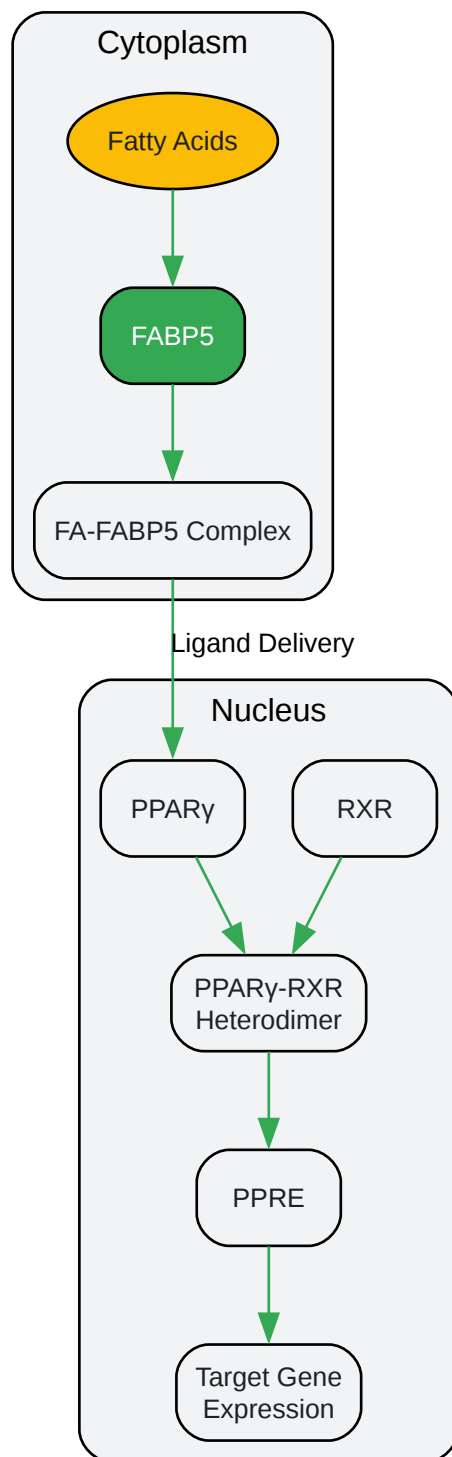 Cytoplasm
Fatty Acids
FABP5
FA-FABP5 Complex
Ligand Delivery
Nucleus
PPARγ
RXR
PPARγ-RXR
Heterodimer
PPRE
Target Gene
Expression